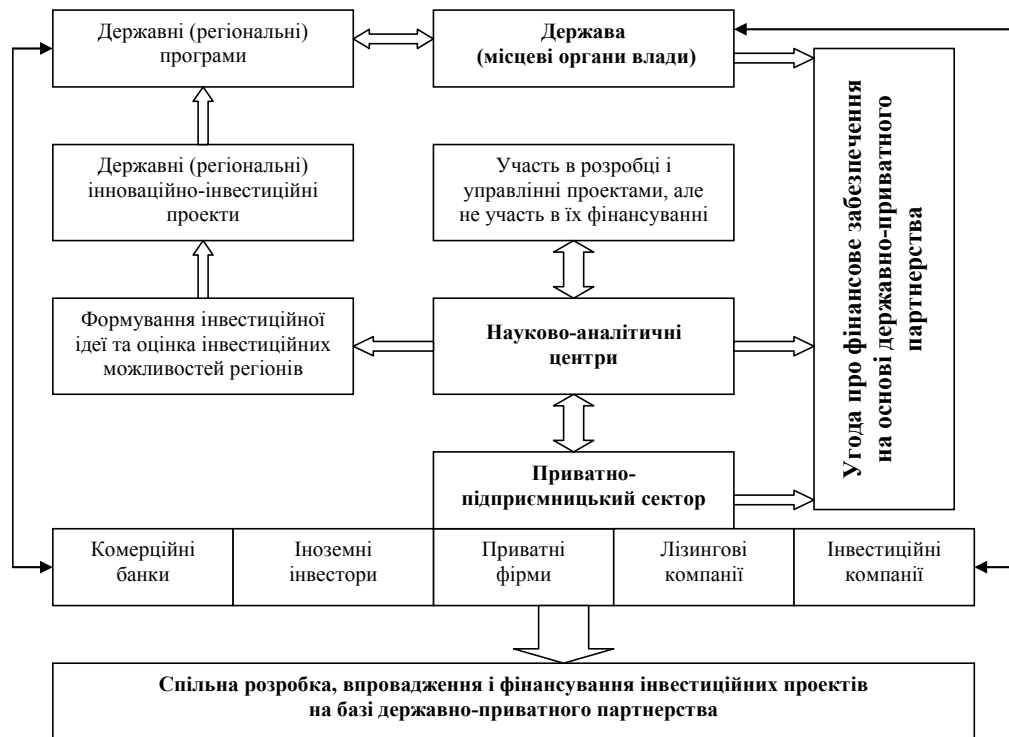 Державні (регіональні)
програми
Держава
(місцеві органи влади)
Угода про фінансове забезпечення
на основі державно-приватного
партнерства
Державні (регіональні)
інноваційно-інвестиційні
проекти
Участь в розробці і
управлінні проектами, але
не участь в їх фінансуванні
Формування інвестиційної
ідеї та оцінка інвестиційних
можливостей регіонів
Науково-аналітичні
центри
Приватно-
підприємницький сектор
Комерційні
банки
Іноземні
інвестори
Приватні
фірми
Лізингові
компанії
Інвестиційні
компанії
Спільна розробка, впровадження і фінансування інвестиційних проектів
на базі державно-приватного партнерства